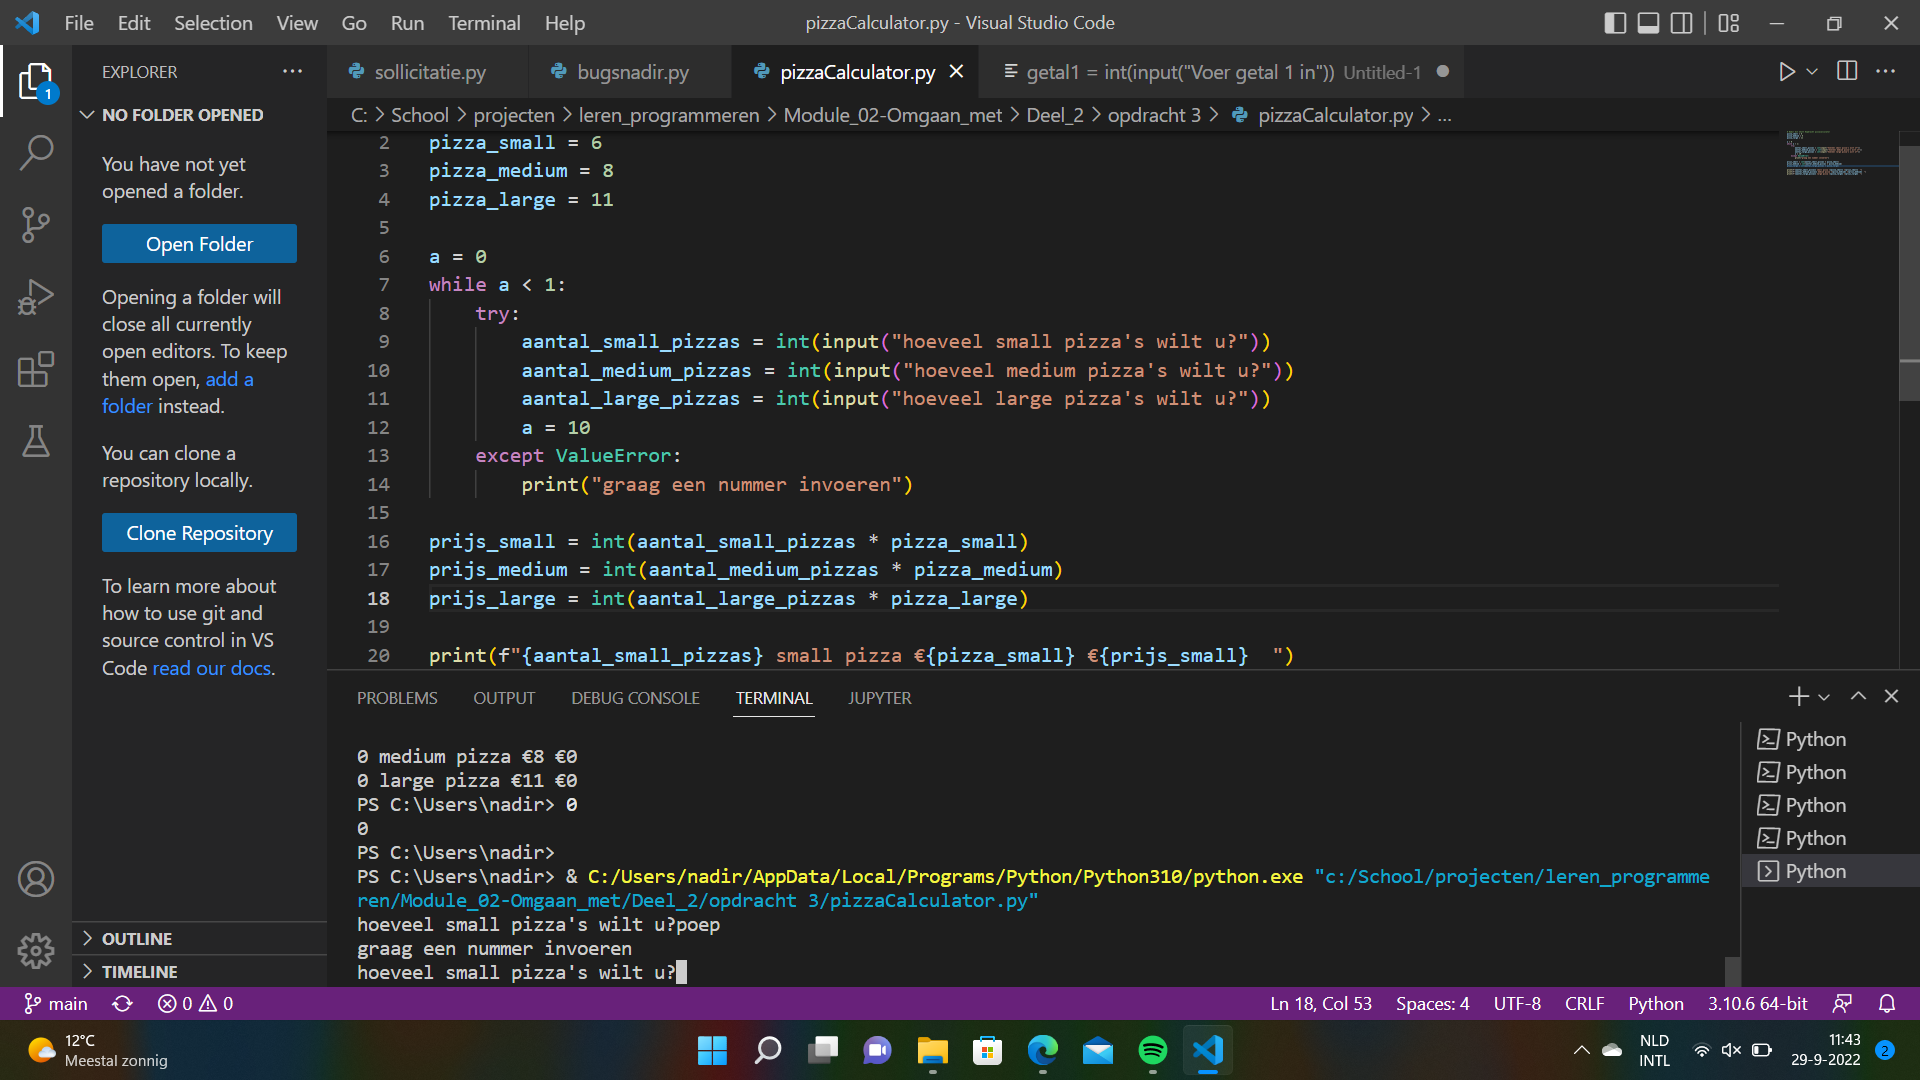 File Edit Selection View Go Run Terminal Help
pizzaCalculator.py - Visual Studio Code
EXPLORER
sollicitatie.py
bugsnadir.py
pizzaCalculator.py
getal1 = int(input("Voer getal 1 in")) Untitled-1
1
C: > School > projecten > leren_programmeren > Module_02-Omgaan_met > Deel_2 > opdracht 3 > pizzaCalculator.py > ...
NO FOLDER OPENED
You have not yet
opened a folder.
Open Folder
Opening a folder will
close all currently
open editors. To keep
them open, add a
folder instead.
You can clone a
repository locally.
Clone Repository
To learn more about
how to use git and
source control in VS
Code read our docs.
OUTLINE
TIMELINE
2 pizza_small = 6
3 pizza_medium = 8
4 pizza_large = 11
5
6 a = 0
7 while a < 1:
8 try:
9 aantal_small_pizzas = int(input("hoeveel small pizza's wilt u?"))
10 aantal_medium_pizzas = int(input("hoeveel medium pizza's wilt u?"))
11 aantal_large_pizzas = int(input("hoeveel large pizza's wilt u?"))
12 a = 10
13 except ValueError:
14 print("graag een nummer invoeren")
15
16 prijs_small = int(aantal_small_pizzas * pizza_small)
17 prijs_medium = int(aantal_medium_pizzas * pizza_medium)
18 prijs_large = int(aantal_large_pizzas * pizza_large)
19
20 print(f"{aantal_small_pizzas} small pizza €{pizza_small} €{prijs_small}  ")
PROBLEMS OUTPUT DEBUG CONSOLE TERMINAL JUPYTER
0 medium pizza €8 €0
0 large pizza €11 €0
PS C:\Users\nadir> 0
0
PS C:\Users\nadir>
PS C:\Users\nadir> & C:/Users/nadir/AppData/Local/Programs/Python/Python310/python.exe "c:/School/projecten/leren_programme
ren/Module_02-Omgaan_met/Deel_2/opdracht 3/pizzaCalculator.py"
hoeveel small pizza's wilt u?poep
graag een nummer invoeren
hoeveel small pizza's wilt u?
Python
Python
Python
Python
Python
main 0 0 Ln 18, Col 53 Spaces: 4 UTF-8 CRLF Python 3.10.6 64-bit
12°C
Meestal zonnig
NLD
INTL
11:43
29-9-2022
2